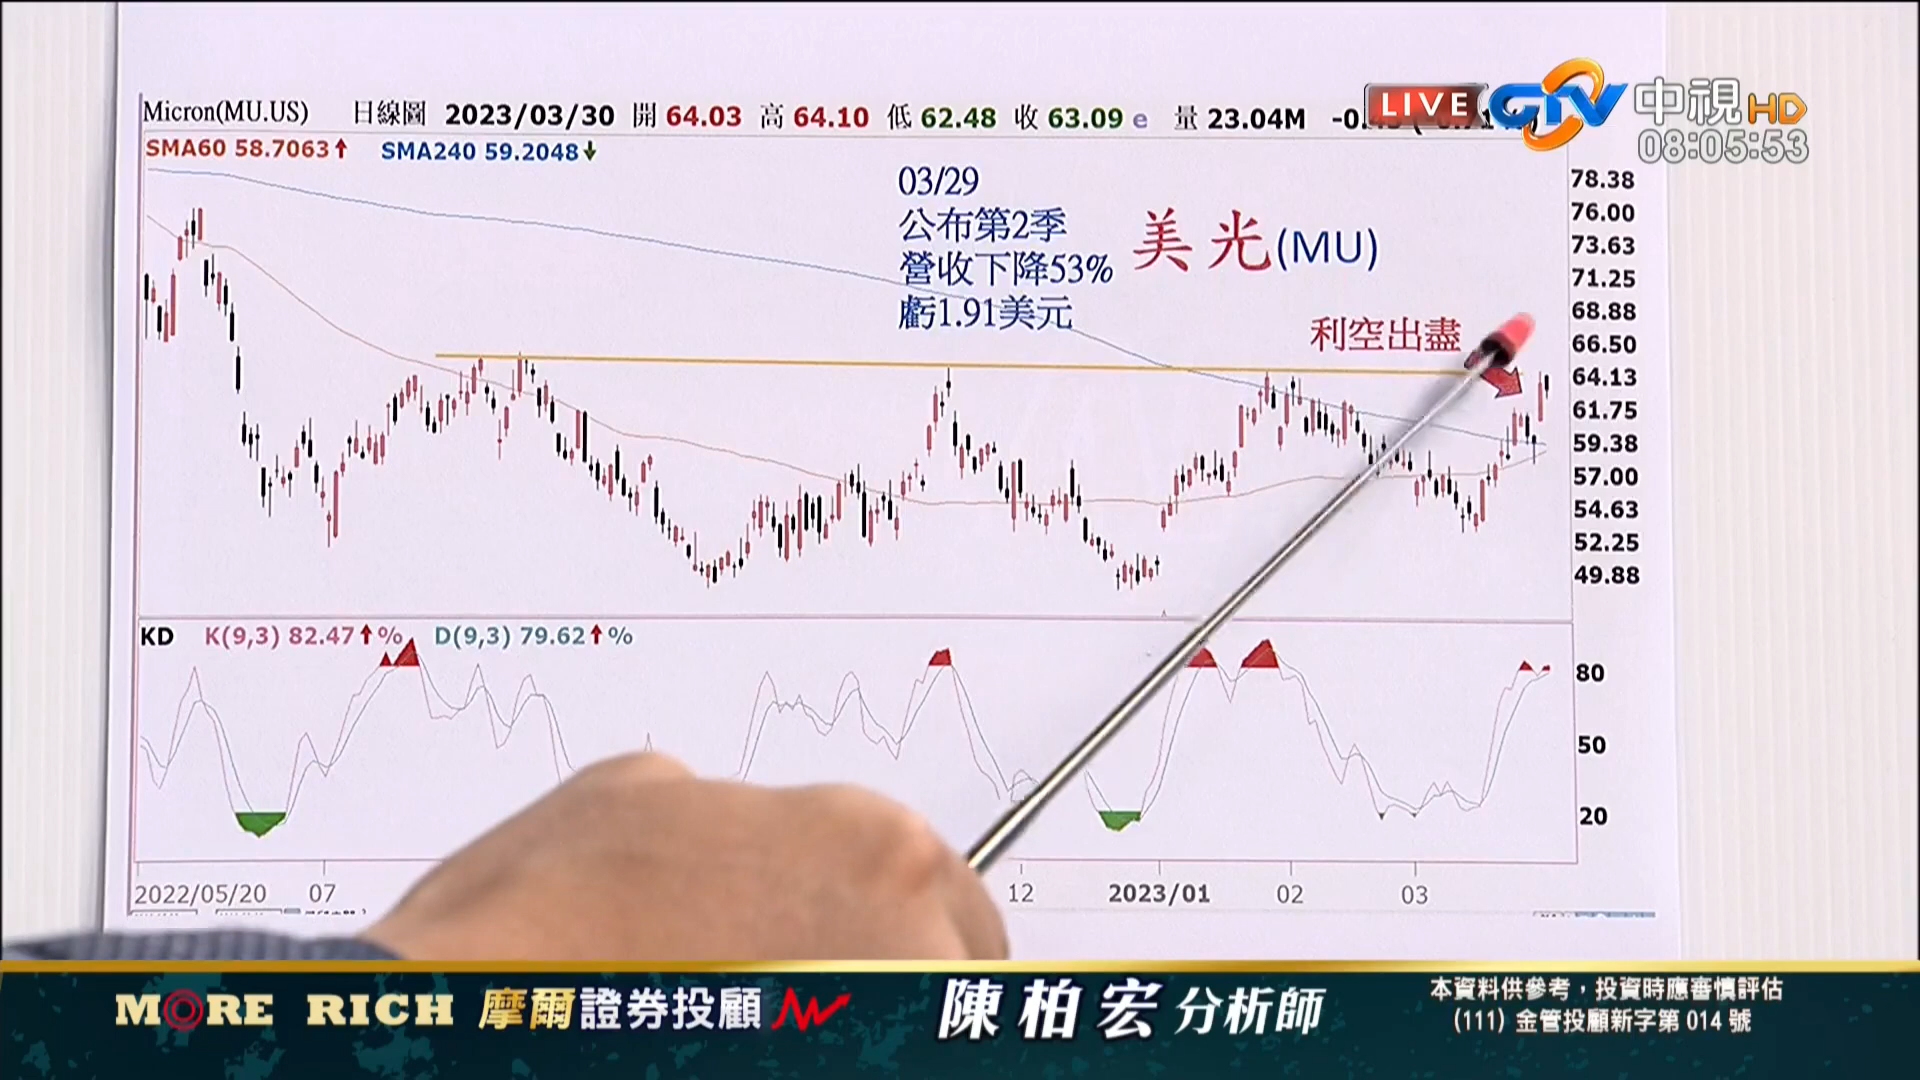 Micron(MU.US) 日線圖 2023/03/30 開 64.03 高 64.10 低 62.48 收 63.09 e 量 23.04M
SMA60 58.7063↑ SMA240 59.2048↓
LIVE GTV 中視HD
08:05:53
03/29
公布第2季
營收下降53%
虧1.91美元
美光(MU)
利空出盡
78.38
76.00
73.63
71.25
68.88
66.50
64.13
61.75
59.38
57.00
54.63
52.25
49.88
KD K(9,3) 82.47↑% D(9,3) 79.62↑%
80
50
20
2022/05/20 07 12 2023/01 02 03
MORE RICH 摩爾證券投顧
陳柏宏 分析師
本資料供參考，投資時應審慎評估
(111) 金管投顧新字第 014 號